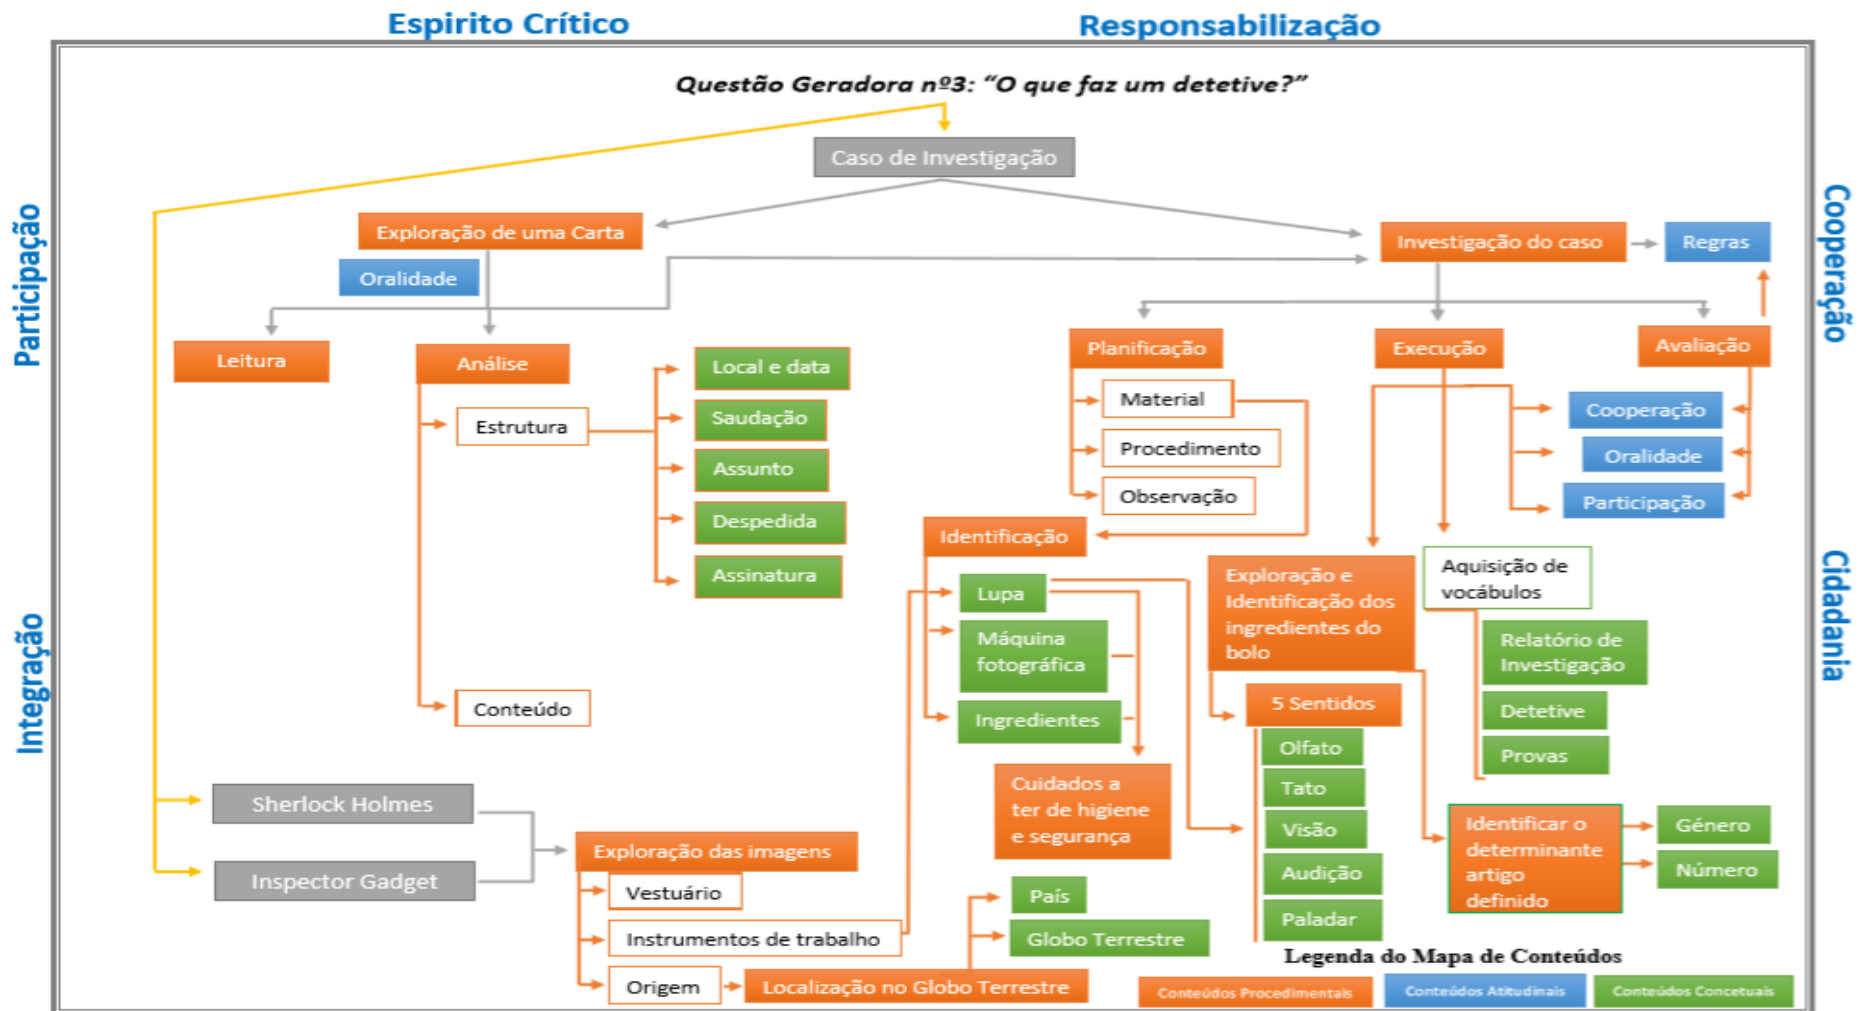 Espirito Crítico
Responsabilização
Questão Geradora nº3: “O que faz um detetive?”
Caso de Investigação
Participação
Integração
Cooperação
Cidadania
Exploração de uma Carta
Oralidade
Leitura
Análise
Estrutura
Local e data
Saudação
Assunto
Despedida
Assinatura
Conteúdo
Investigação do caso
Regras
Planificação
Execução
Avaliação
Material
Procedimento
Observação
Cooperação
Oralidade
Participação
Identificação
Lupa
Máquina
fotográfica
Ingredientes
Cuidados a
ter de higiene
e segurança
Exploração e
Identificação dos
ingredientes do
bolo
5 Sentidos
Olfato
Tato
Visão
Audição
Paladar
Aquisição de
vocábulos
Relatório de
Investigação
Detetive
Provas
Identificar o
determinante
artigo
definido
Género
Número
Sherlock Holmes
Inspector Gadget
Exploração das imagens
Vestuário
Instrumentos de trabalho
Origem
Localização no Globo Terrestre
País
Globo Terrestre
Legenda do Mapa de Conteúdos
Conteúdos Procedimentais
Conteúdos Atitudinais
Conteúdos Concetuais